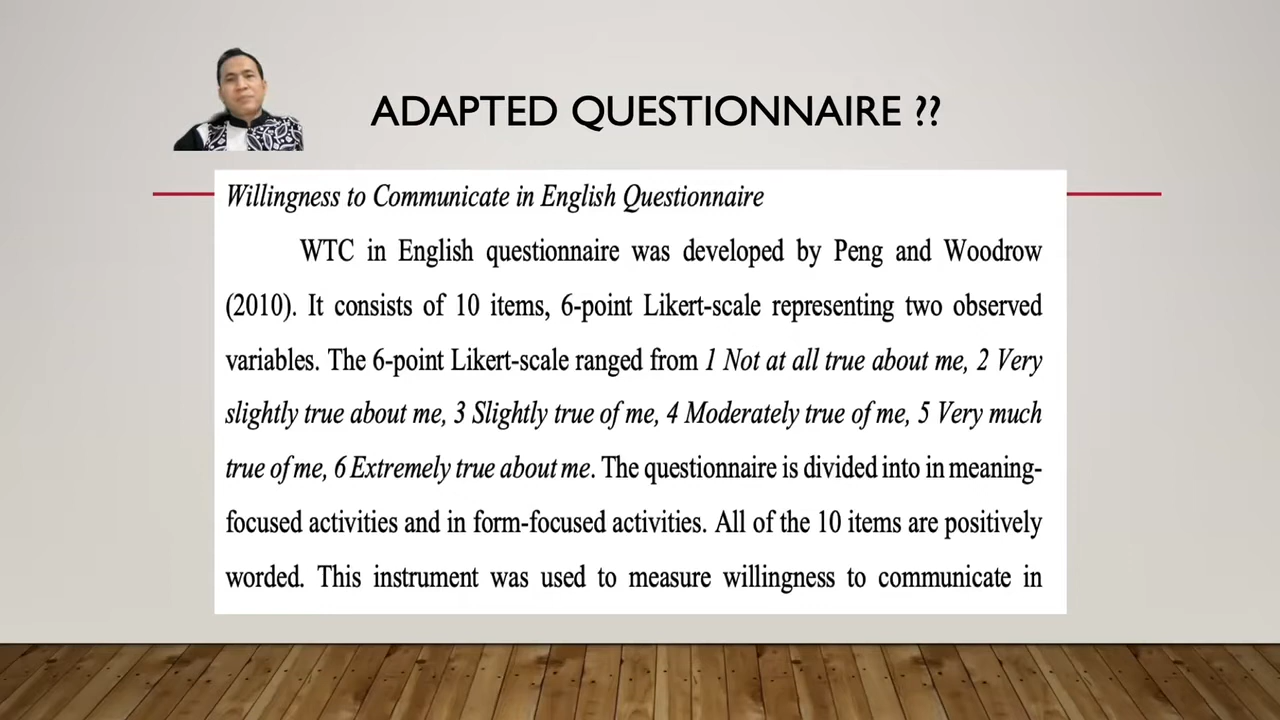 ADAPTED QUESTIONNAIRE ??
Willingness to Communicate in English Questionnaire
WTC in English questionnaire was developed by Peng and Woodrow
(2010). It consists of 10 items, 6-point Likert-scale representing two observed
variables. The 6-point Likert-scale ranged from 1 Not at all true about me, 2 Very
slightly true about me, 3 Slightly true of me, 4 Moderately true of me, 5 Very much
true of me, 6 Extremely true about me. The questionnaire is divided into in meaning-
focused activities and in form-focused activities. All of the 10 items are positively
worded. This instrument was used to measure willingness to communicate in